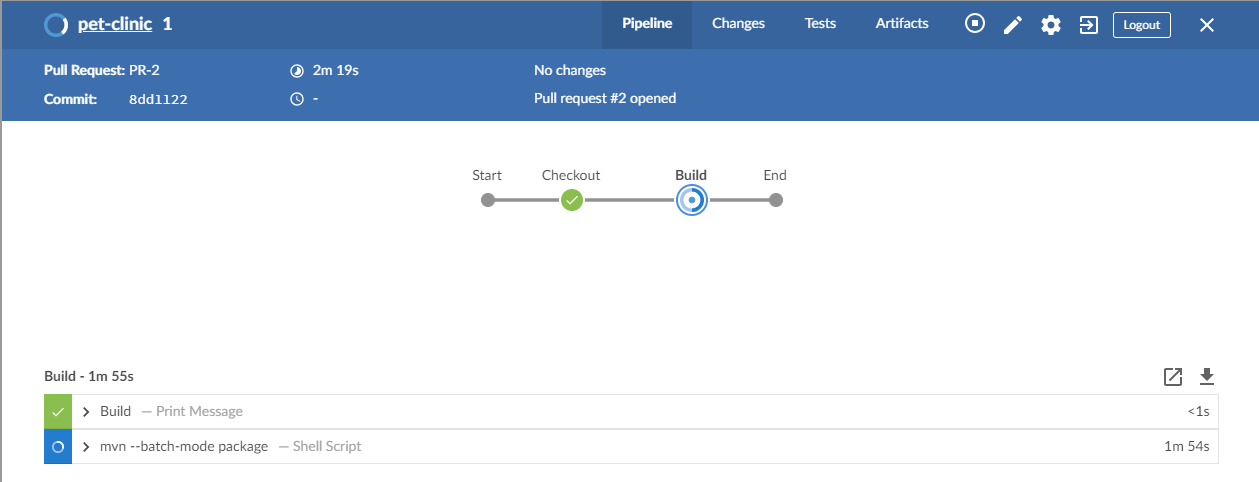 pet-clinic 1 Pipeline Changes Tests Artifacts Logout
Pull Request: PR-2 2m 19s No changes
Commit: 8dd1122 - Pull request #2 opened
Start Checkout Build End
Build - 1m 55s
Build — Print Message <1s
mvn --batch-mode package — Shell Script 1m 54s